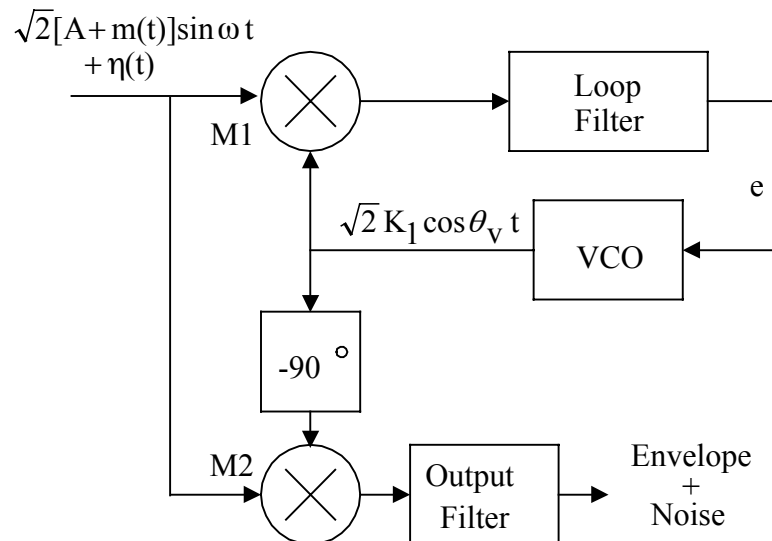 √2[A+m(t)]sin ω t
+ η(t)
M1
Loop
Filter
e
√2 K₁ cos θᵥ t
VCO
-90 °
M2
Output
Filter
Envelope
+
Noise